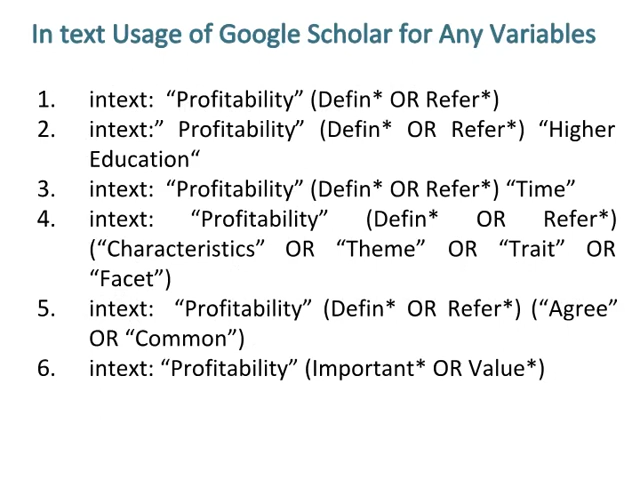 In text Usage of Google Scholar for Any Variables
1. intext: “Profitability” (Defin* OR Refer*)
2. intext:” Profitability” (Defin* OR Refer*) “Higher
Education“
3. intext: “Profitability” (Defin* OR Refer*) “Time”
4. intext: “Profitability” (Defin* OR Refer*)
(“Characteristics” OR “Theme” OR “Trait” OR
“Facet”)
5. intext: “Profitability” (Defin* OR Refer*) (“Agree”
OR “Common”)
6. intext: “Profitability” (Important* OR Value*)